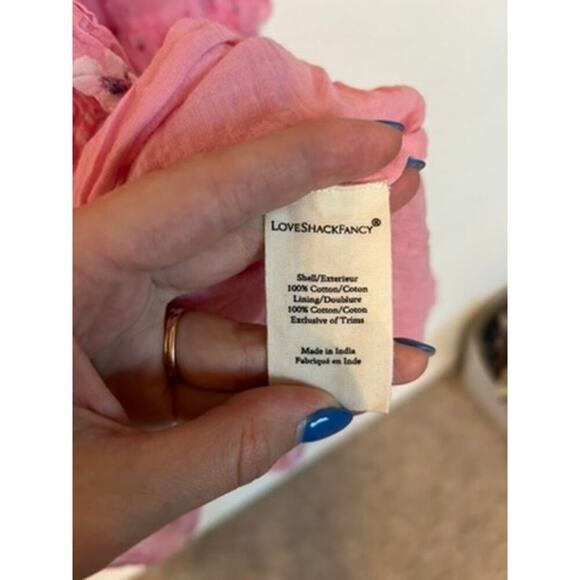 LOVESHACKFANCY®
Shell/Exterieur
100% Cotton/Coton
Lining/Doublure
100% Cotton/Coton
Exclusive of Trims
Made in India
Fabriqué en Inde